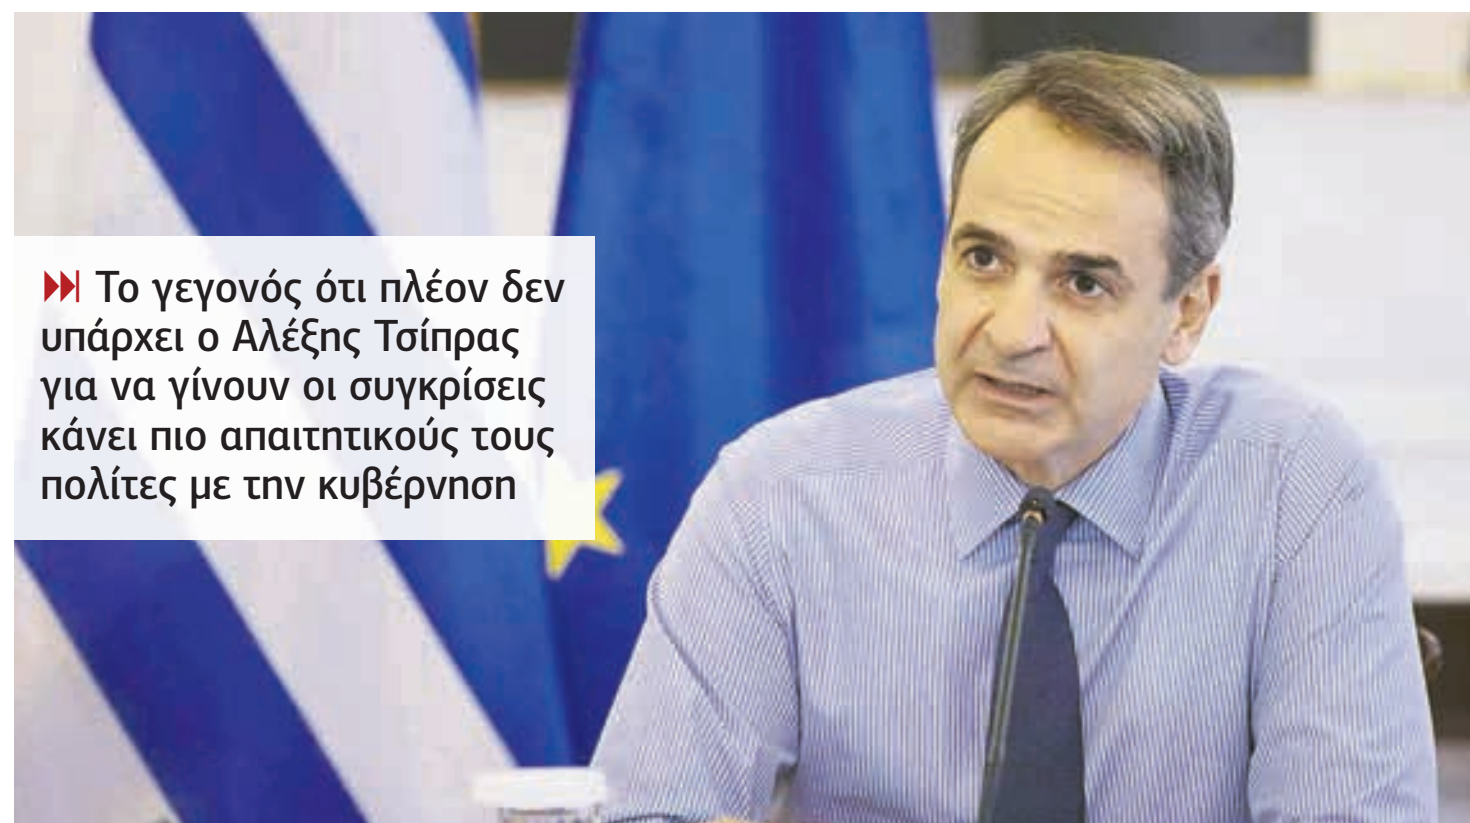 Το γεγονός ότι πλέον δεν
υπάρχει ο Αλέξης Τσίπρας
για να γίνουν οι συγκρίσεις
κάνει πιο απαιτητικούς τους
πολίτες με την κυβέρνηση